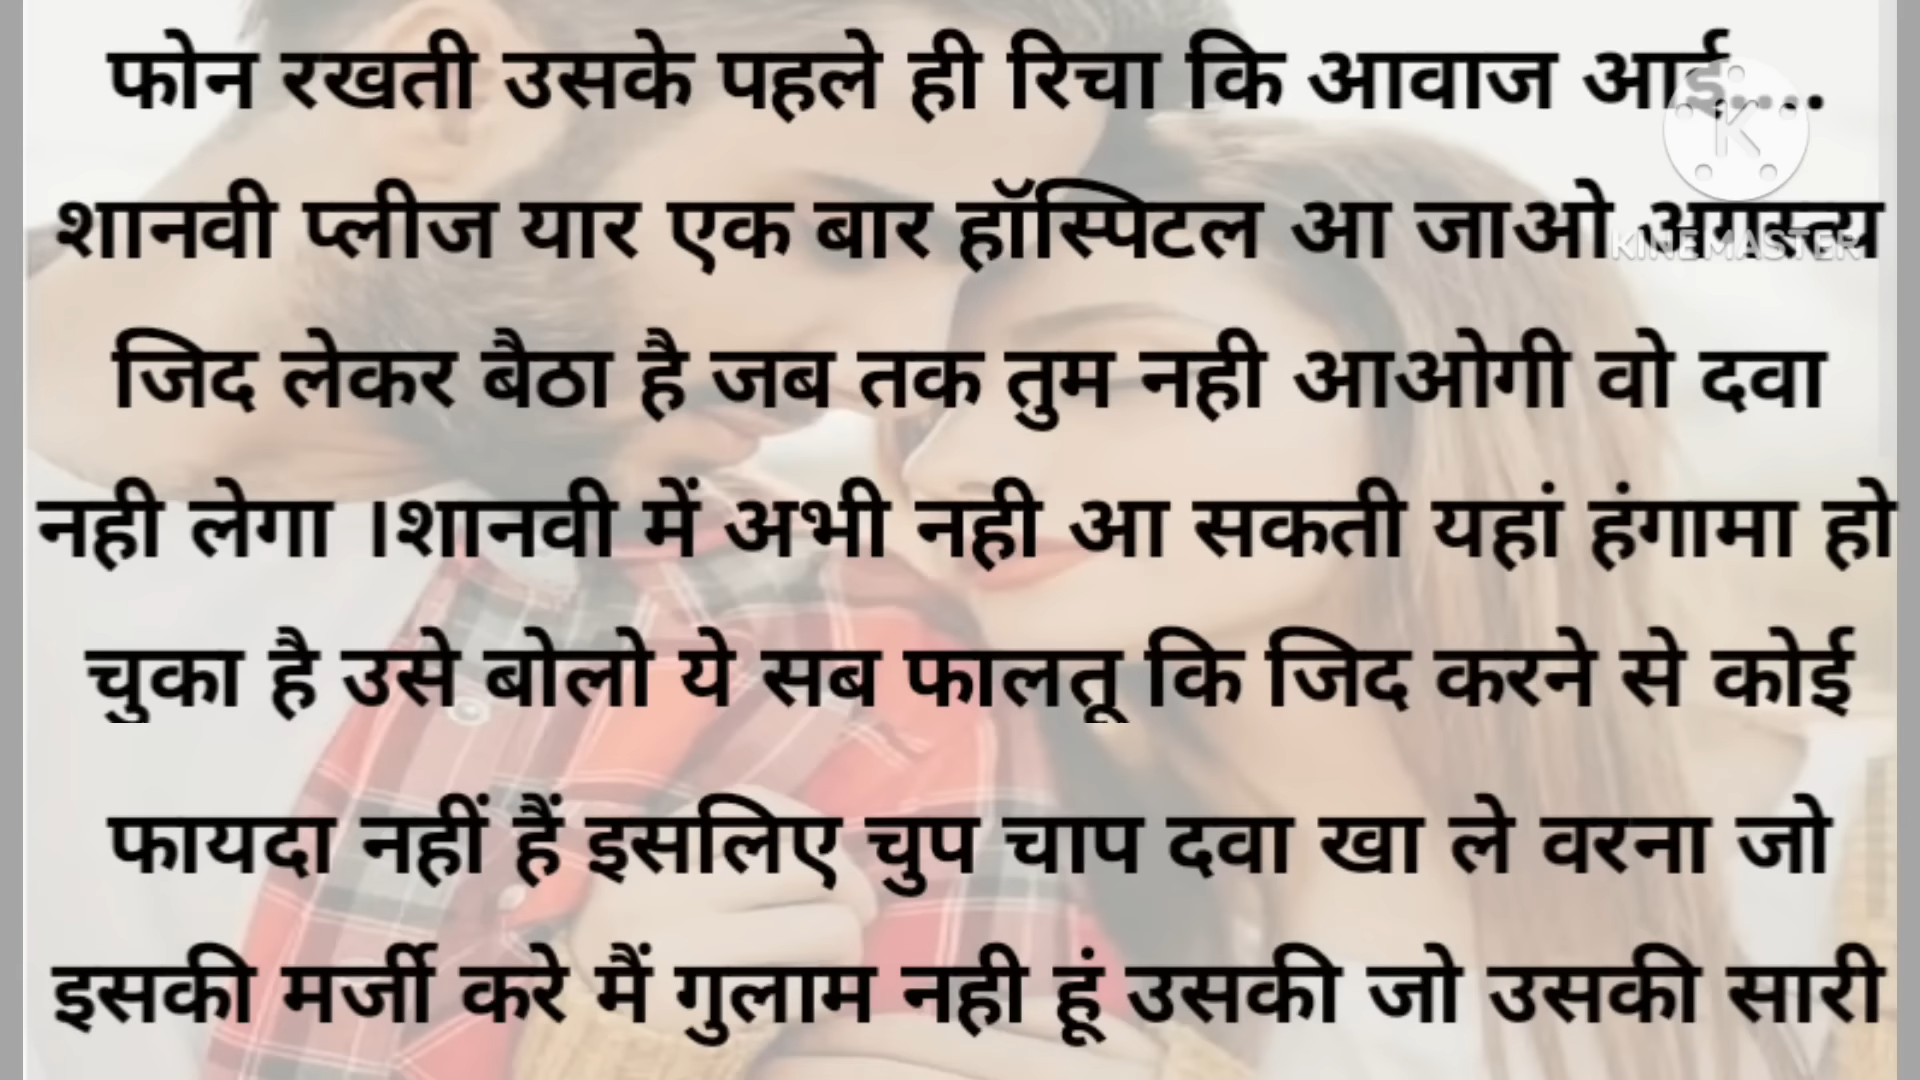 फोन रखती उसके पहले ही रिचा कि आवाज आई....
शानवी प्लीज यार एक बार हॉस्पिटल आ जाओ अगस्त्य
जिद लेकर बैठा है जब तक तुम नही आओगी वो दवा
नही लेगा ।शानवी में अभी नही आ सकती यहां हंगामा हो
चुका है उसे बोलो ये सब फालतू कि जिद करने से कोई
फायदा नहीं हैं इसलिए चुप चाप दवा खा ले वरना जो
इसकी मर्जी करे मैं गुलाम नही हूं उसकी जो उसकी सारी
K
KINEMASTER